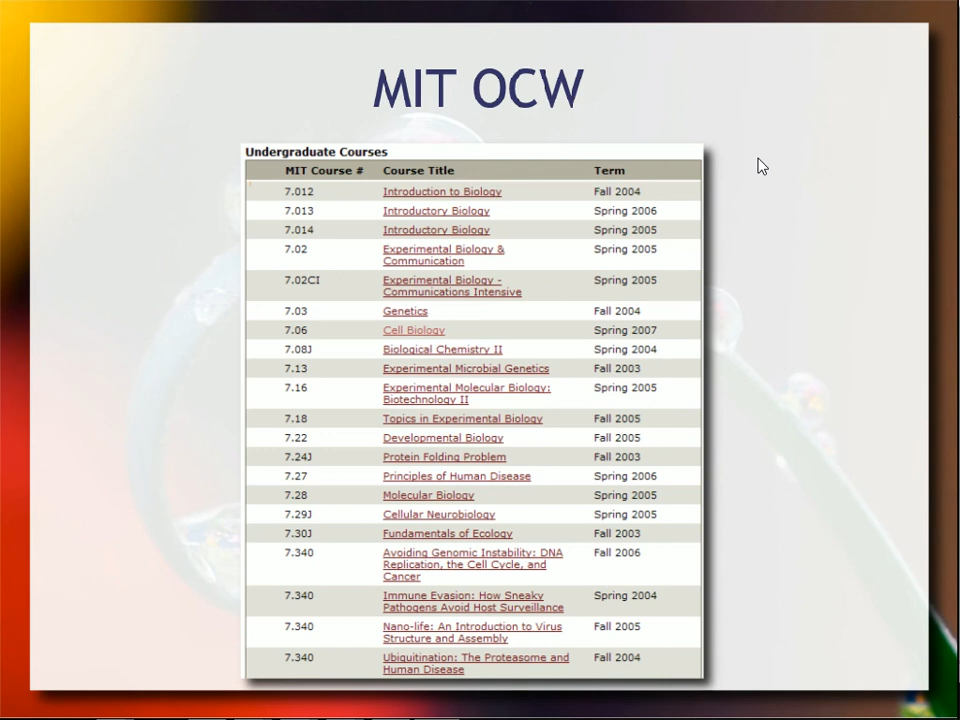 MIT OCW
Undergraduate Courses
MIT Course # Course Title Term
7.012 Introduction to Biology Fall 2004
7.013 Introductory Biology Spring 2006
7.014 Introductory Biology Spring 2005
7.02 Experimental Biology & Spring 2005
Communication
7.02CI Experimental Biology - Spring 2005
Communications Intensive
7.03 Genetics Fall 2004
7.06 Cell Biology Spring 2007
7.08J Biological Chemistry II Spring 2004
7.13 Experimental Microbial Genetics Fall 2003
7.16 Experimental Molecular Biology: Spring 2005
Biotechnology II
7.18 Topics in Experimental Biology Fall 2005
7.22 Developmental Biology Fall 2005
7.24J Protein Folding Problem Fall 2003
7.27 Principles of Human Disease Spring 2006
7.28 Molecular Biology Spring 2005
7.29J Cellular Neurobiology Spring 2005
7.30J Fundamentals of Ecology Fall 2003
7.340 Avoiding Genomic Instability: DNA Fall 2006
Replication, the Cell Cycle, and
Cancer
7.340 Immune Evasion: How Sneaky Spring 2004
Pathogens Avoid Host Surveillance
7.340 Nano-life: An Introduction to Virus Fall 2005
Structure and Assembly
7.340 Ubiquitination: The Proteasome and Fall 2004
Human Disease